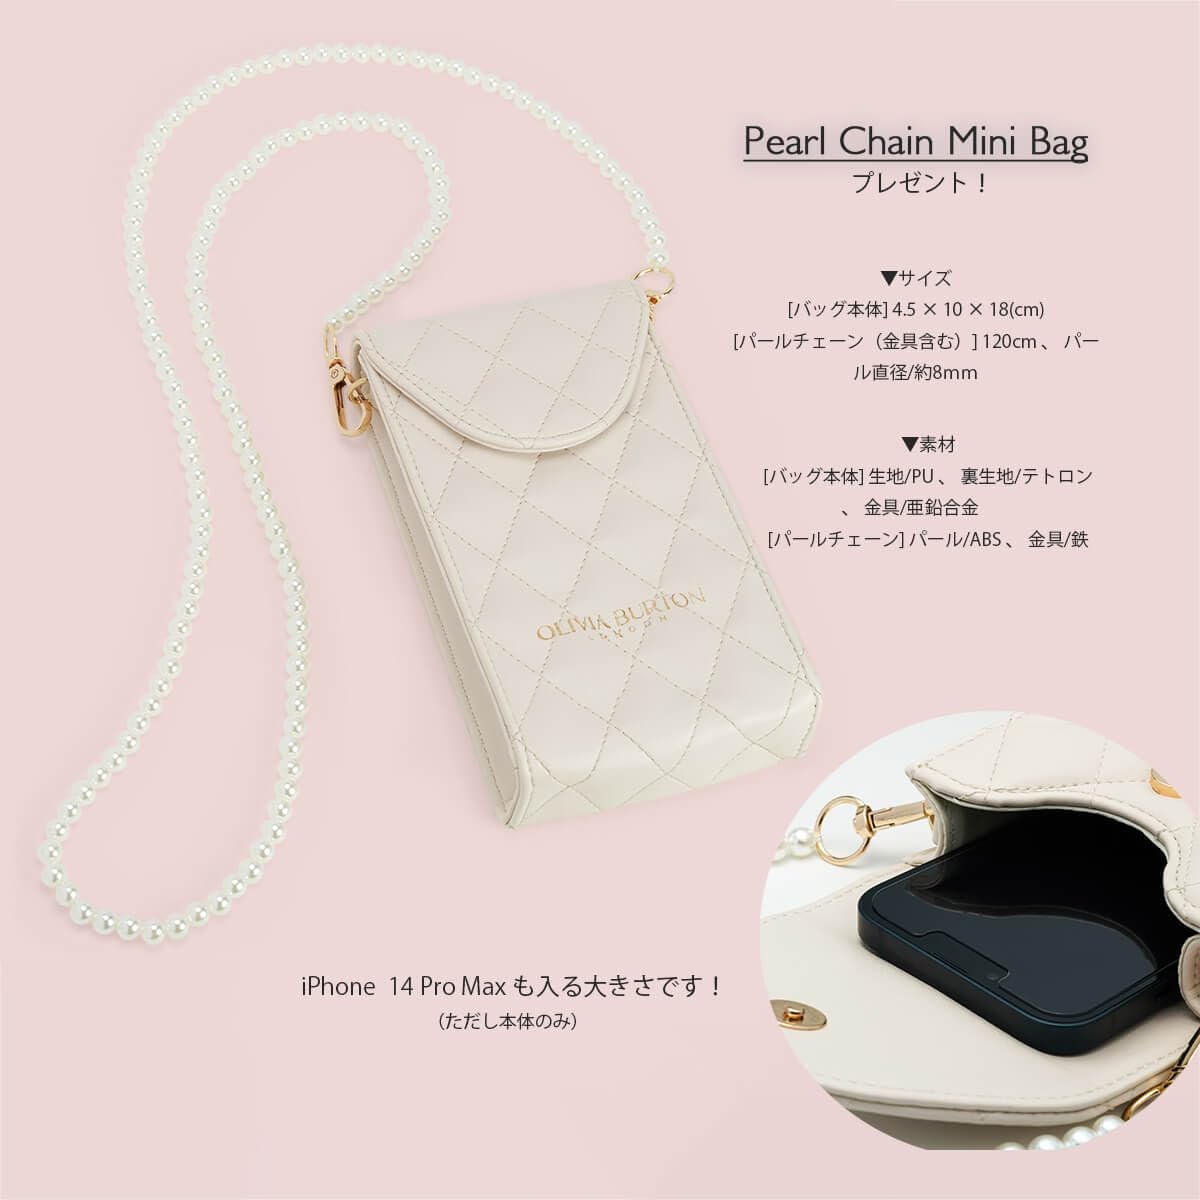 Pearl Chain Mini Bag
プレゼント！
▼サイズ
[バッグ本体] 4.5 × 10 × 18(cm)
[パールチェーン（金具含む）] 120cm 、 パー
ル直径/約8mm
▼素材
[バッグ本体] 生地/PU 、 裏生地/テトロン
、 金具/亜鉛合金
[パールチェーン] パール/ABS 、 金具/鉄
OLIVIA BURTON
LONDON
iPhone 14 Pro Max も入る大きさです！
（ただし本体のみ）